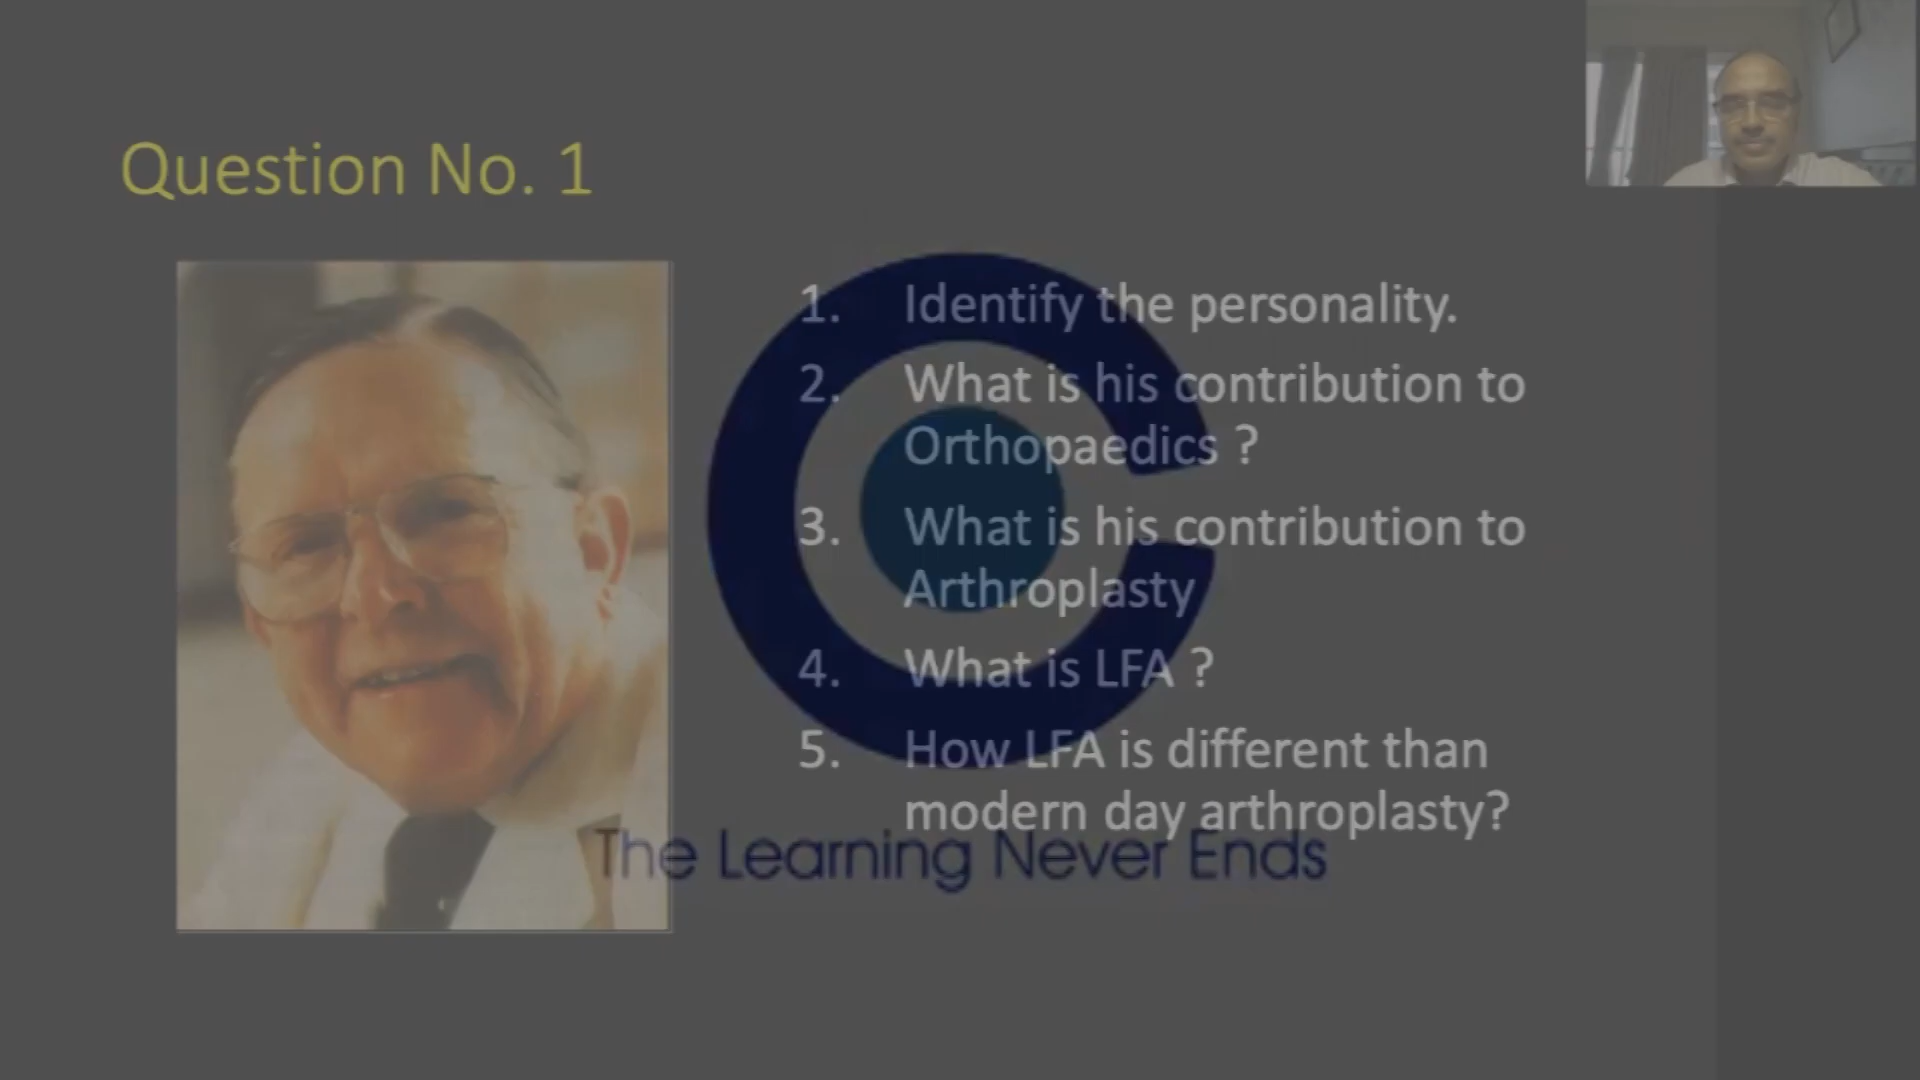 Question No. 1
1. Identify the personality.
2. What is his contribution to
Orthopaedics ?
3. What is his contribution to
Arthroplasty
4. What is LFA ?
5. How LFA is different than
modern day arthroplasty?
The Learning Never Ends